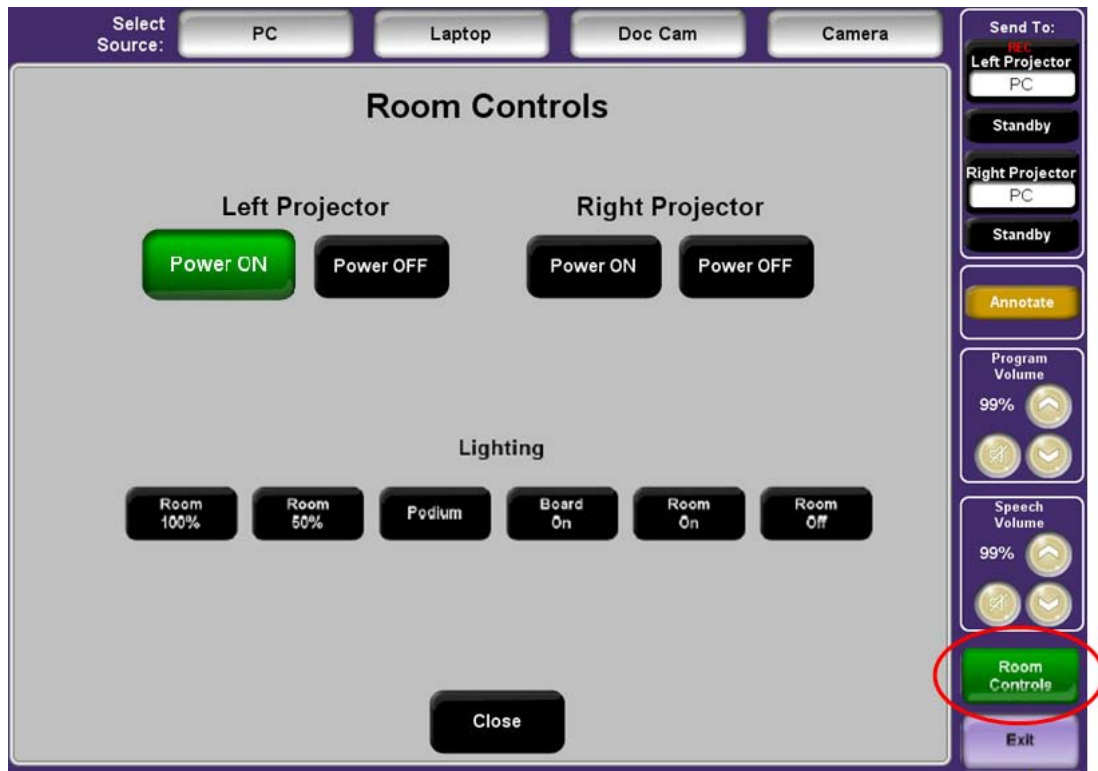 Select
Source:
PC
Laptop
Doc Cam
Camera
Room Controls
Left Projector
Right Projector
Power ON
Power OFF
Power ON
Power OFF
Lighting
Room
100%
Room
50%
Podium
Board
On
Room
On
Room
Off
Close
Send To:
REC
Left Projector
PC
Standby
Right Projector
PC
Standby
Annotate
Program
Volume
99%
Speech
Volume
99%
Room
Controls
Exit